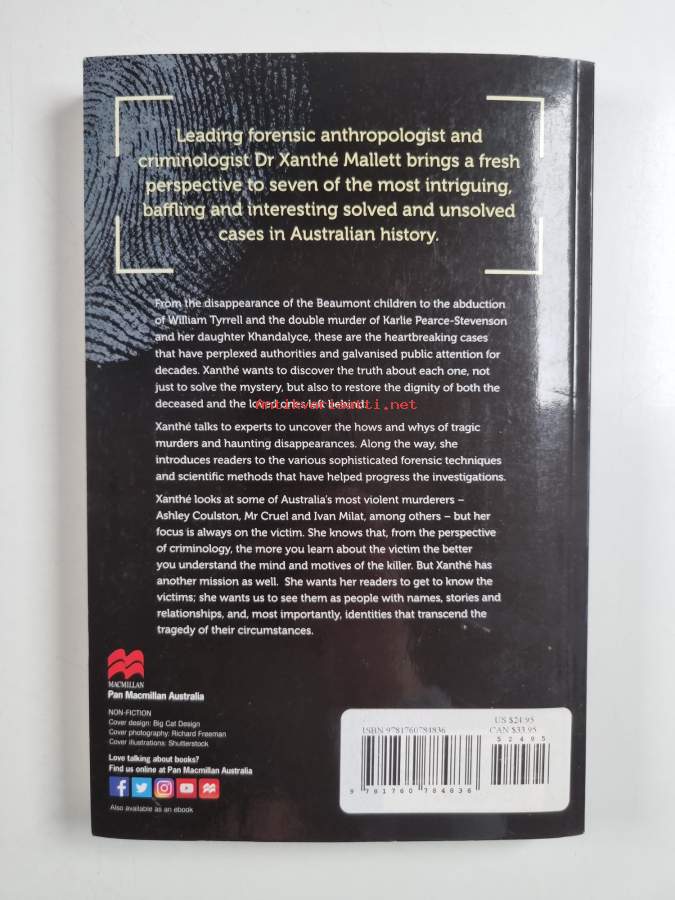 Leading forensic anthropologist and
criminologist Dr Xanthé Mallett brings a fresh
perspective to seven of the most intriguing,
baffling and interesting solved and unsolved
cases in Australian history.
From the disappearance of the Beaumont children to the abduction
of William Tyrrell and the double murder of Karlie Pearce-Stevenson
and her daughter Khandalyce, these are the heartbreaking cases
that have perplexed authorities and galvanised public attention for
decades. Xanthé wants to discover the truth about each one, not
just to solve the mystery, but also to restore the dignity of both the
deceased and the loved ones left behind.
Antikvariaatti.net
Xanthé talks to experts to uncover the hows and whys of tragic
murders and haunting disappearances. Along the way, she
introduces readers to the various sophisticated forensic techniques
and scientific methods that have helped progress the investigations.
Xanthé looks at some of Australia's most violent murderers –
Ashley Coulston, Mr Cruel and Ivan Milat, among others – but her
focus is always on the victim. She knows that, from the perspective
of criminology, the more you learn about the victim the better
you understand the mind and motives of the killer. But Xanthé has
another mission as well. She wants her readers to get to know the
victims; she wants us to see them as people with names, stories and
relationships, and, most importantly, identities that transcend the
tragedy of their circumstances.
MACMILLAN
Pan Macmillan Australia
NON-FICTION
Cover design: Big Cat Design
Cover photography: Richard Freeman
Cover illustrations: Shutterstock
Love talking about books?
Find us online at Pan Macmillan Australia
Also available as an ebook
ISBN 9781760784836
US $24.95
CAN $33.95
52495
9 781760 784836